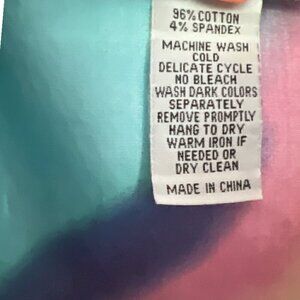 96% COTTON
4% SPANDEX
MACHINE WASH
COLD
DELICATE CYCLE
NO BLEACH
WASH DARK COLORS
SEPARATELY
REMOVE PROMPTLY
HANG TO DRY
WARM IRON IF
NEEDED OR
DRY CLEAN
MADE IN CHINA